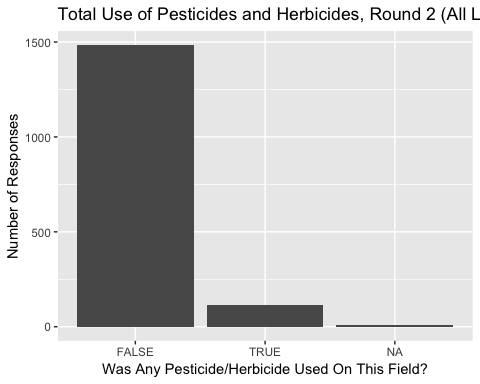 Total Use of Pesticides and Herbicides, Round 2 (All L
1500
1000
500
0
Number of Responses
FALSE TRUE NA
Was Any Pesticide/Herbicide Used On This Field?